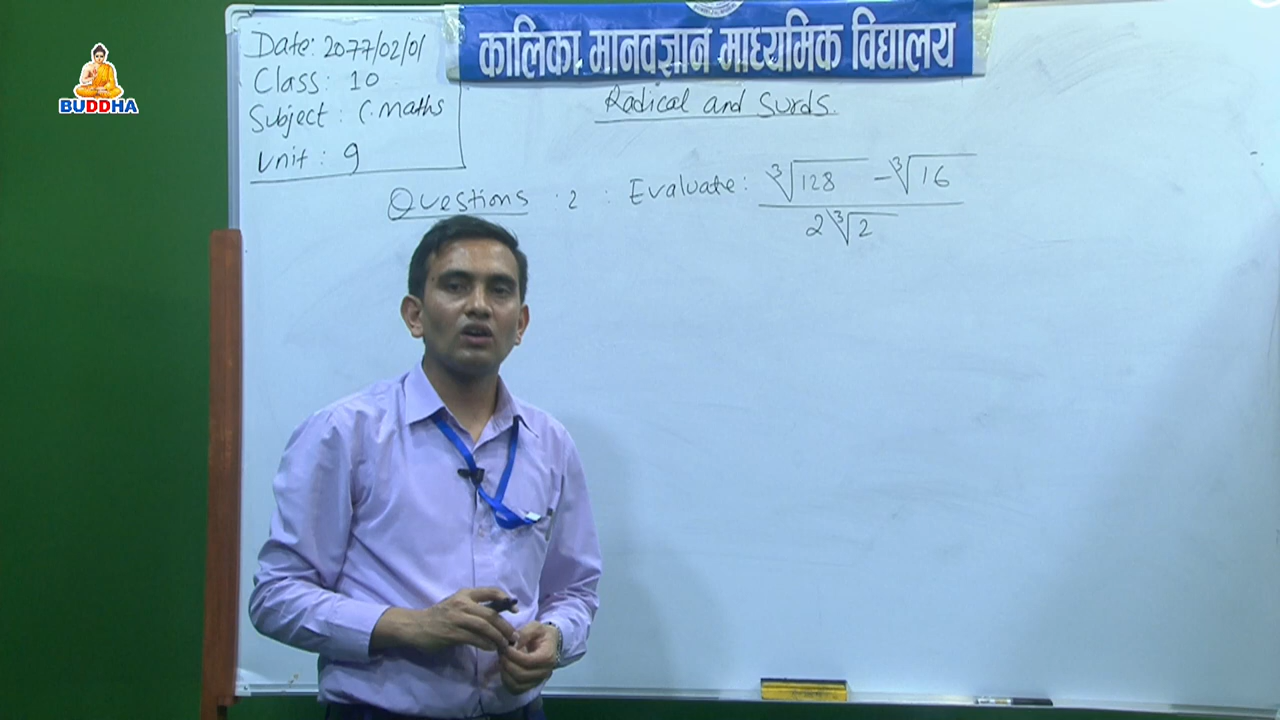 BUDDHA
कालिका मानवज्ञान माध्यमिक विद्यालय
Date: 2077/02/01
Class: 10
Subject: C. Maths
Unit: 9
Radical and Surds.
Questions : 2 : Evaluate: ∛128 - ∛16
2∛2